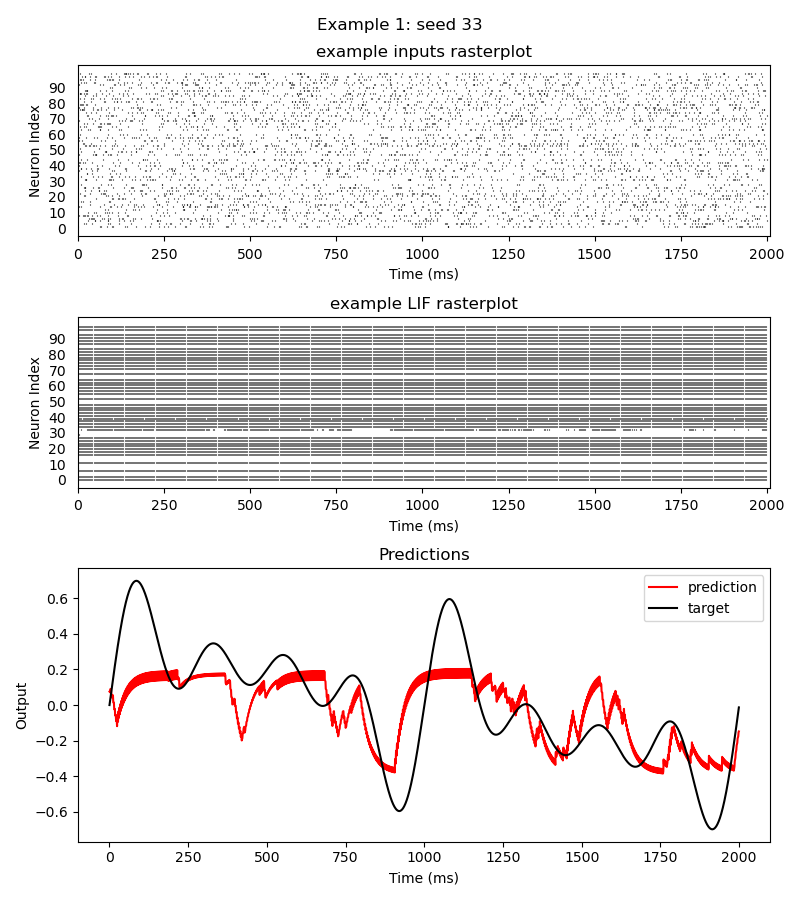 Example 1: seed 33
example inputs rasterplot
Neuron Index
90
80
70
60
50
40
30
20
10
0
0 250 500 750 1000 1250 1500 1750 2000
Time (ms)
example LIF rasterplot
Neuron Index
90
80
70
60
50
40
30
20
10
0
0 250 500 750 1000 1250 1500 1750 2000
Time (ms)
Predictions
Output
0.6
0.4
0.2
0.0
−0.2
−0.4
−0.6
prediction
target
0 250 500 750 1000 1250 1500 1750 2000
Time (ms)